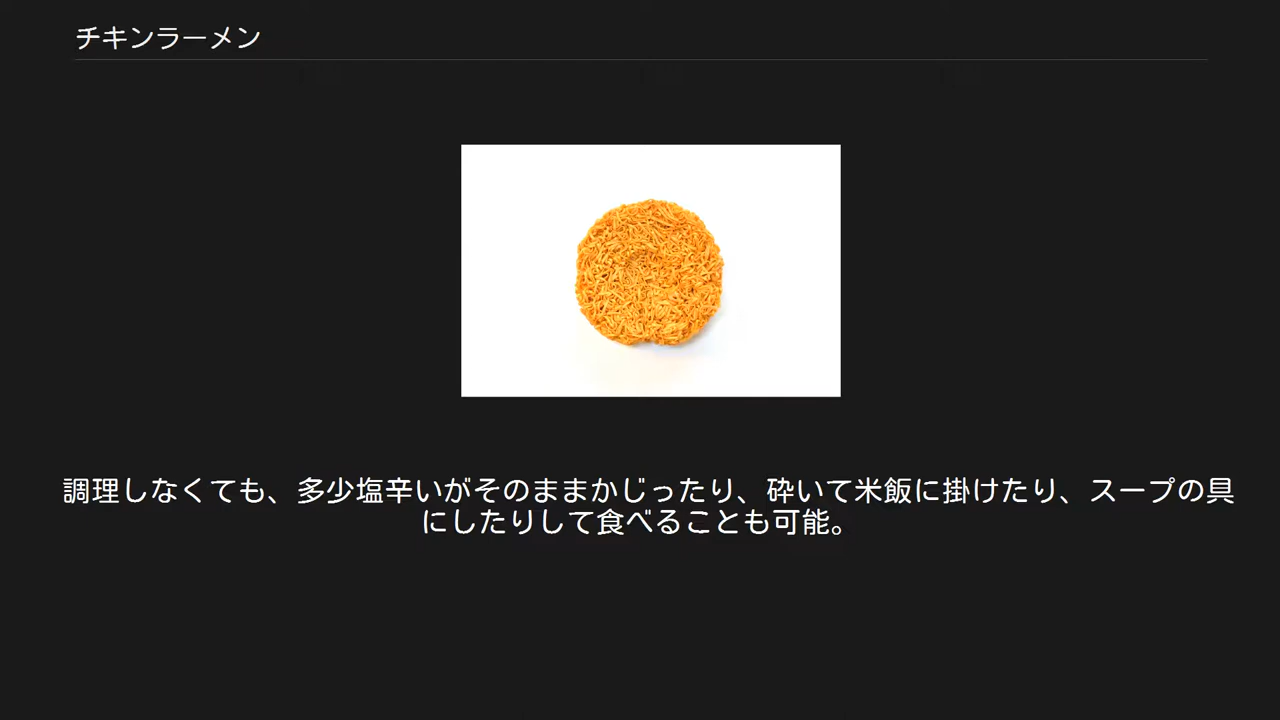 チキンラーメン
調理しなくても、多少塩辛いがそのままかじったり、砕いて米飯に掛けたり、スープの具
にしたりして食べることも可能。